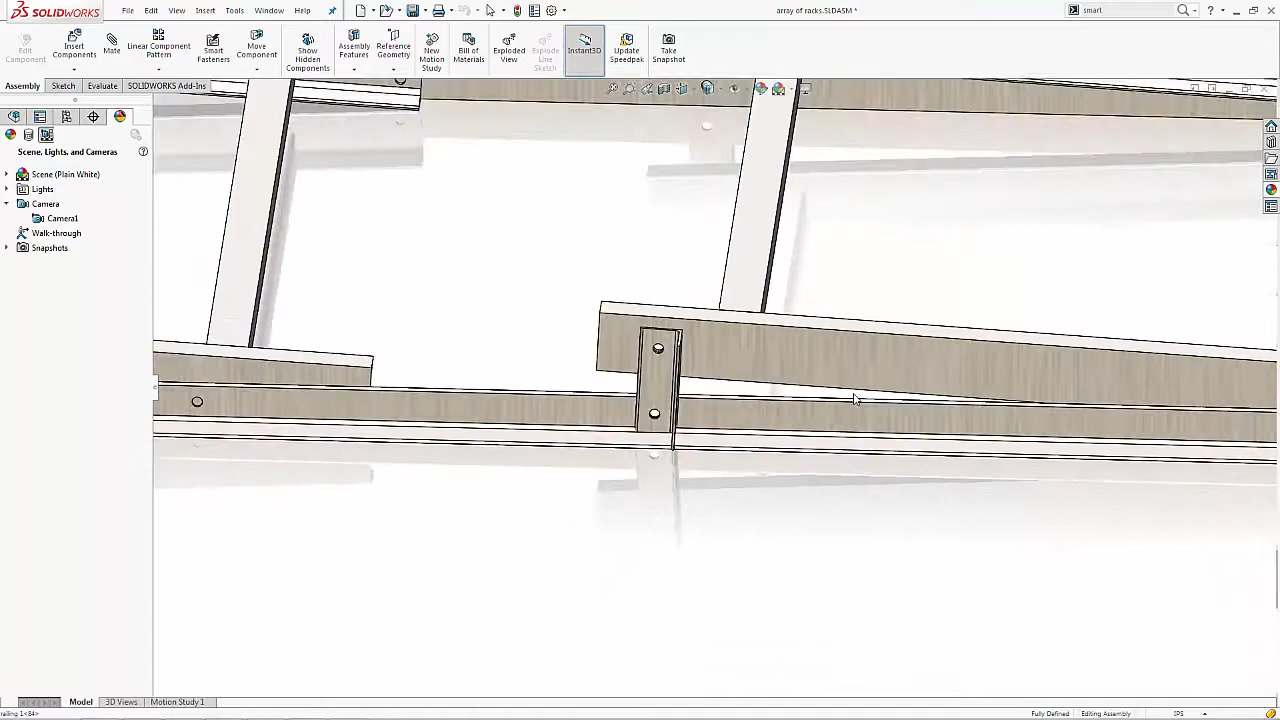 SOLIDWORKS File Edit View Insert Tools Window Help array of racks.SLDASM * smart
Edit Component
Insert Components
Mate
Linear Component Pattern
Smart Fasteners
Move Component
Show Hidden Components
Assembly Features
Reference Geometry
New Motion Study
Bill of Materials
Exploded View
Explode Line Sketch
Instant3D
Update Speedpak
Take Snapshot
Assembly Sketch Evaluate SOLIDWORKS Add-Ins
Scene, Lights, and Cameras
Scene (Plain White)
Lights
Camera
Camera1
Walk-through
Snapshots
Model 3D Views Motion Study 1
railing 1<84> Fully Defined Editing Assembly IPS